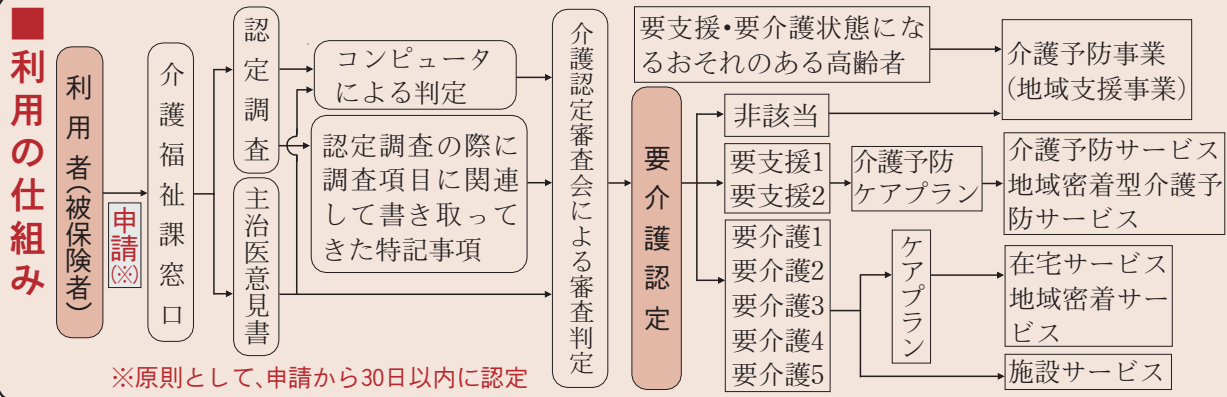 ■利用の仕組み
利用者(被保険者)
申請(※)
介護福祉課窓口
認定調査
主治医意見書
コンピュータ
による判定
認定調査の際に
調査項目に関連
して書き取って
きた特記事項
介護認定審査会による審査判定
要介護認定
要支援・要介護状態にな
るおそれのある高齢者
非該当
要支援1
要支援2
要介護1
要介護2
要介護3
要介護4
要介護5
介護予防
ケアプラン
ケアプラン
介護予防事業
(地域支援事業)
介護予防サービス
地域密着型介護予
防サービス
在宅サービス
地域密着サー
ビス
施設サービス
※原則として、申請から30日以内に認定